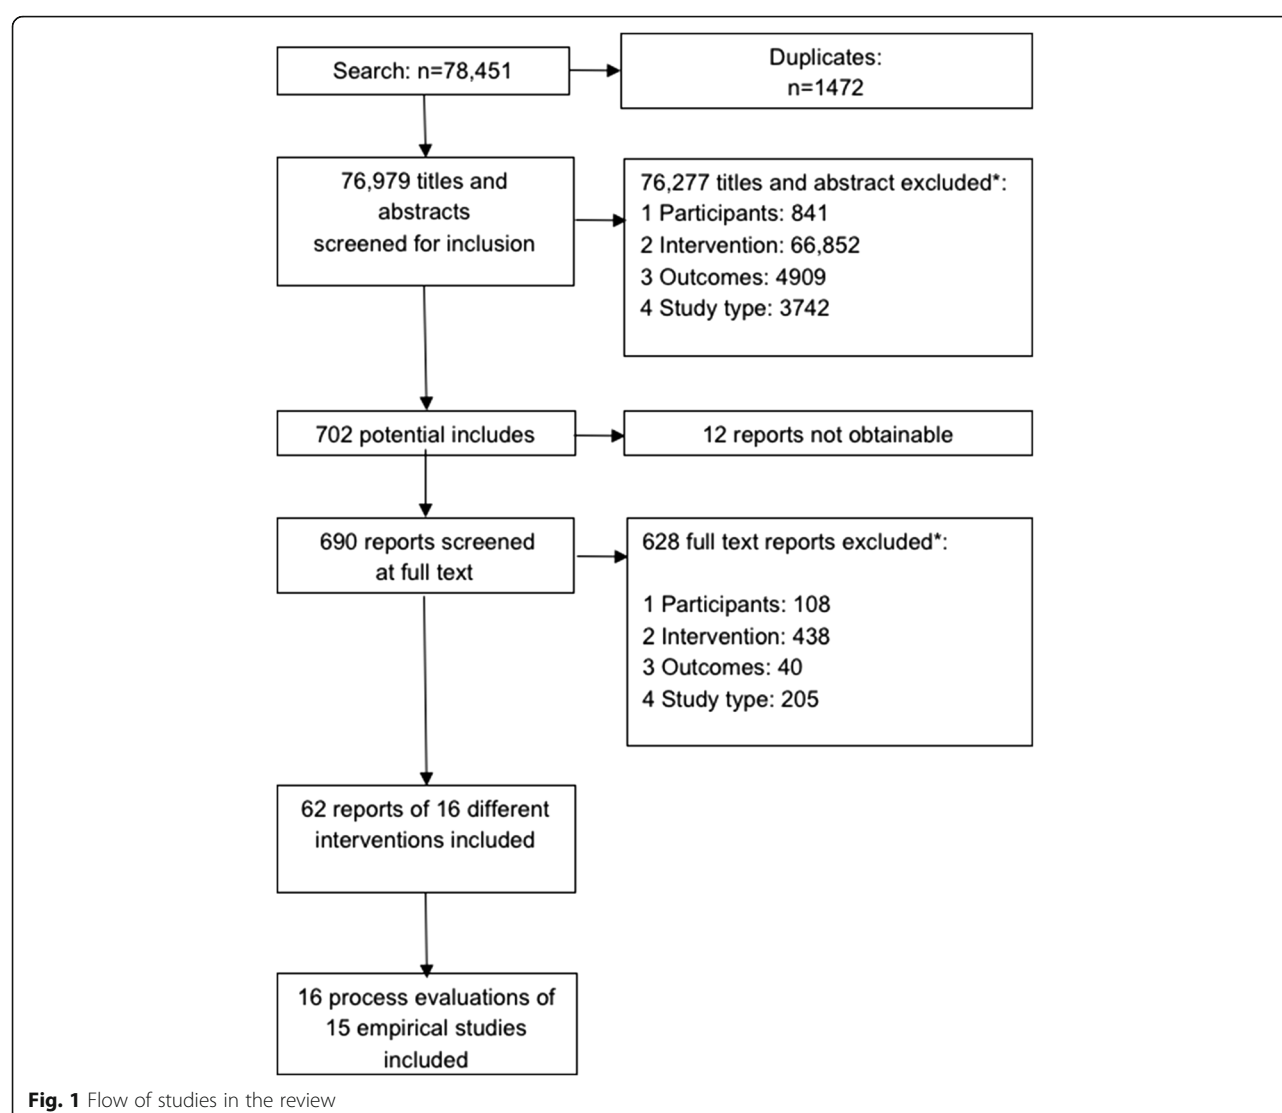 Search: n=78,451
Duplicates:
n=1472
76,979 titles and
abstracts
screened for inclusion
76,277 titles and abstract excluded*:
1 Participants: 841
2 Intervention: 66,852
3 Outcomes: 4909
4 Study type: 3742
702 potential includes
12 reports not obtainable
690 reports screened
at full text
628 full text reports excluded*:
1 Participants: 108
2 Intervention: 438
3 Outcomes: 40
4 Study type: 205
62 reports of 16 different
interventions included
16 process evaluations of
15 empirical studies
included
Fig. 1 Flow of studies in the review